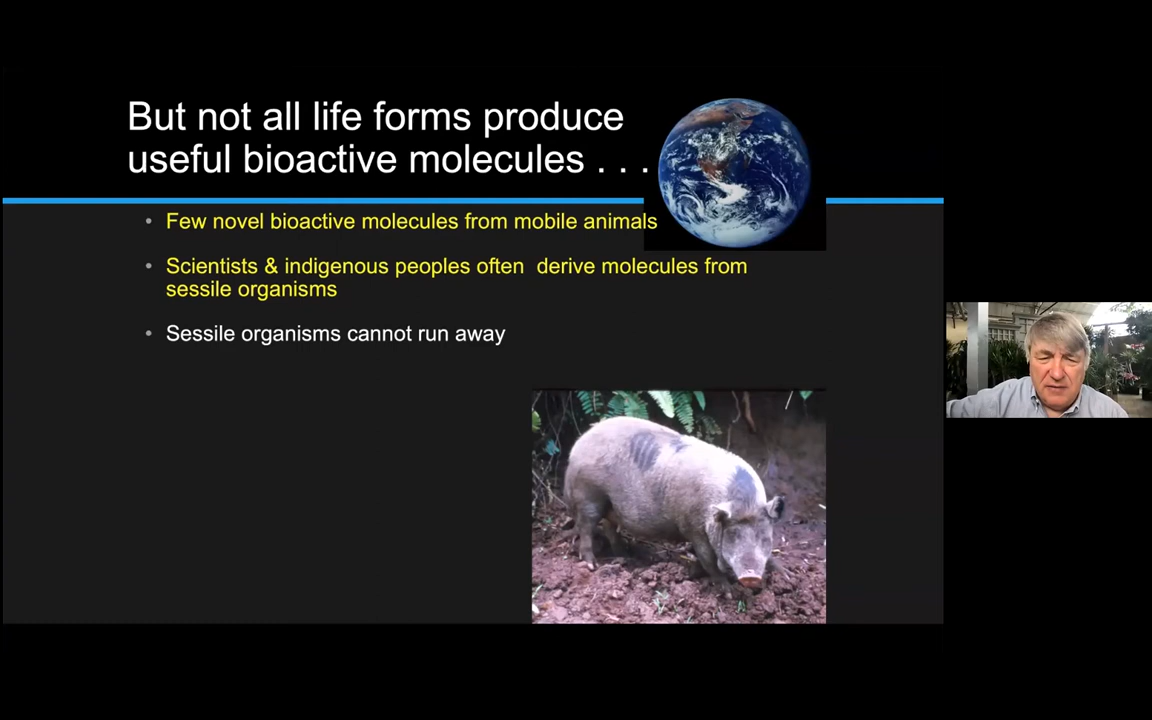 But not all life forms produce
useful bioactive molecules . . .
• Few novel bioactive molecules from mobile animals
• Scientists & indigenous peoples often  derive molecules from
sessile organisms
• Sessile organisms cannot run away